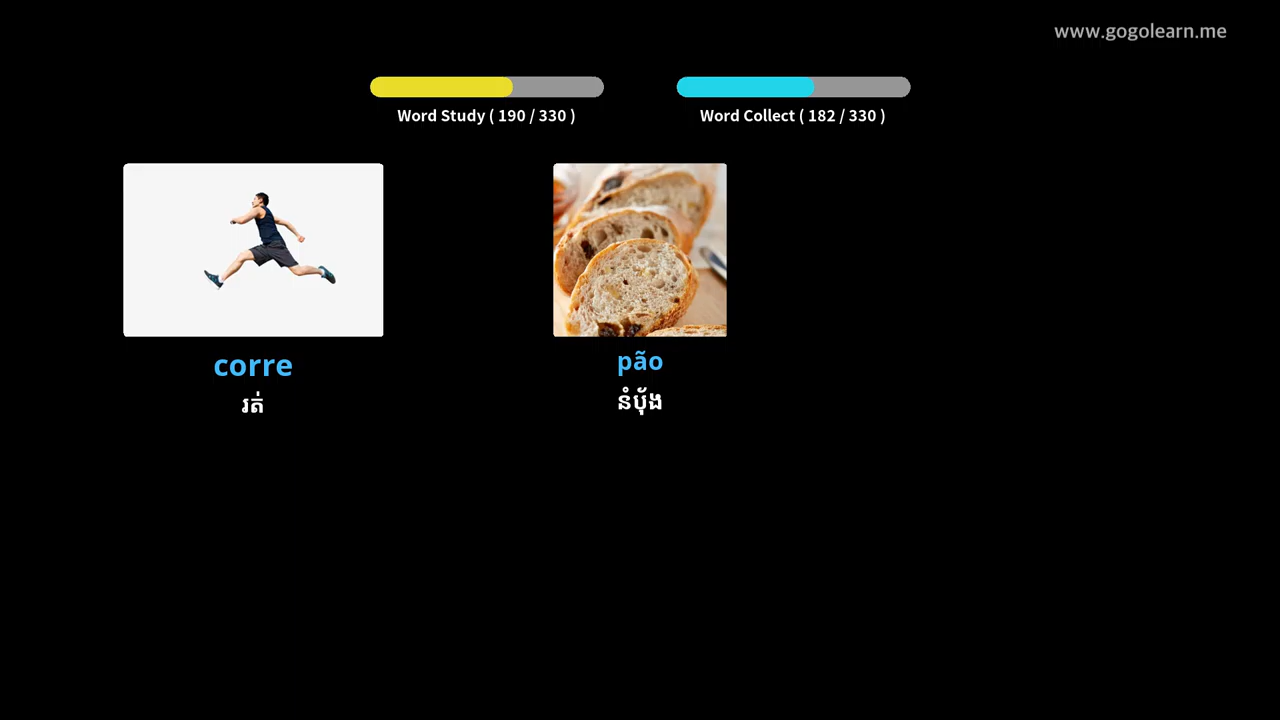 www.gogolearn.me
Word Study ( 190 / 330 )
Word Collect ( 182 / 330 )
corre
រត់
pão
នំប៉័ង